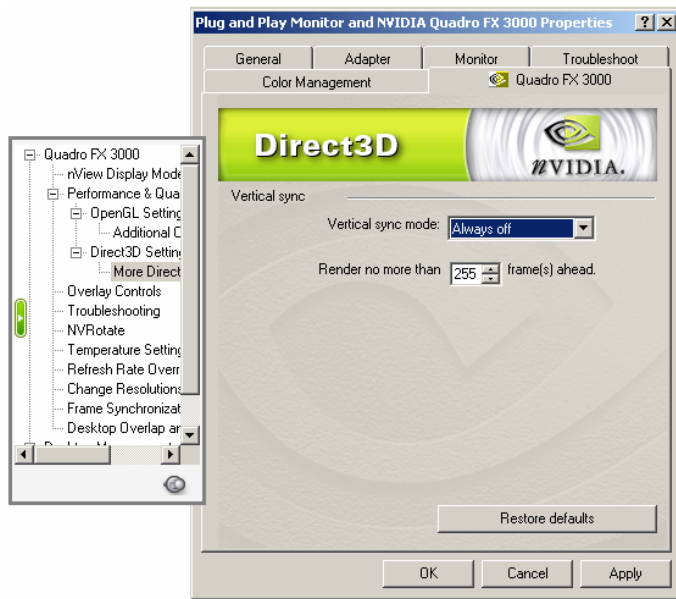 Plug and Play Monitor and NVIDIA Quadro FX 3000 Properties
General Adapter Monitor Troubleshoot
Color Management Quadro FX 3000
Direct3D
NVIDIA.
Vertical sync
Vertical sync mode: Always off
Render no more than 255 frame(s) ahead.
Restore defaults
OK Cancel Apply
Quadro FX 3000
nView Display Mode
Performance & Qua
OpenGL Setting
Additional O
Direct3D Setting
More Direct
Overlay Controls
Troubleshooting
NVRotate
Temperature Setting
Refresh Rate Overr
Change Resolutions
Frame Synchronizat
Desktop Overlap an